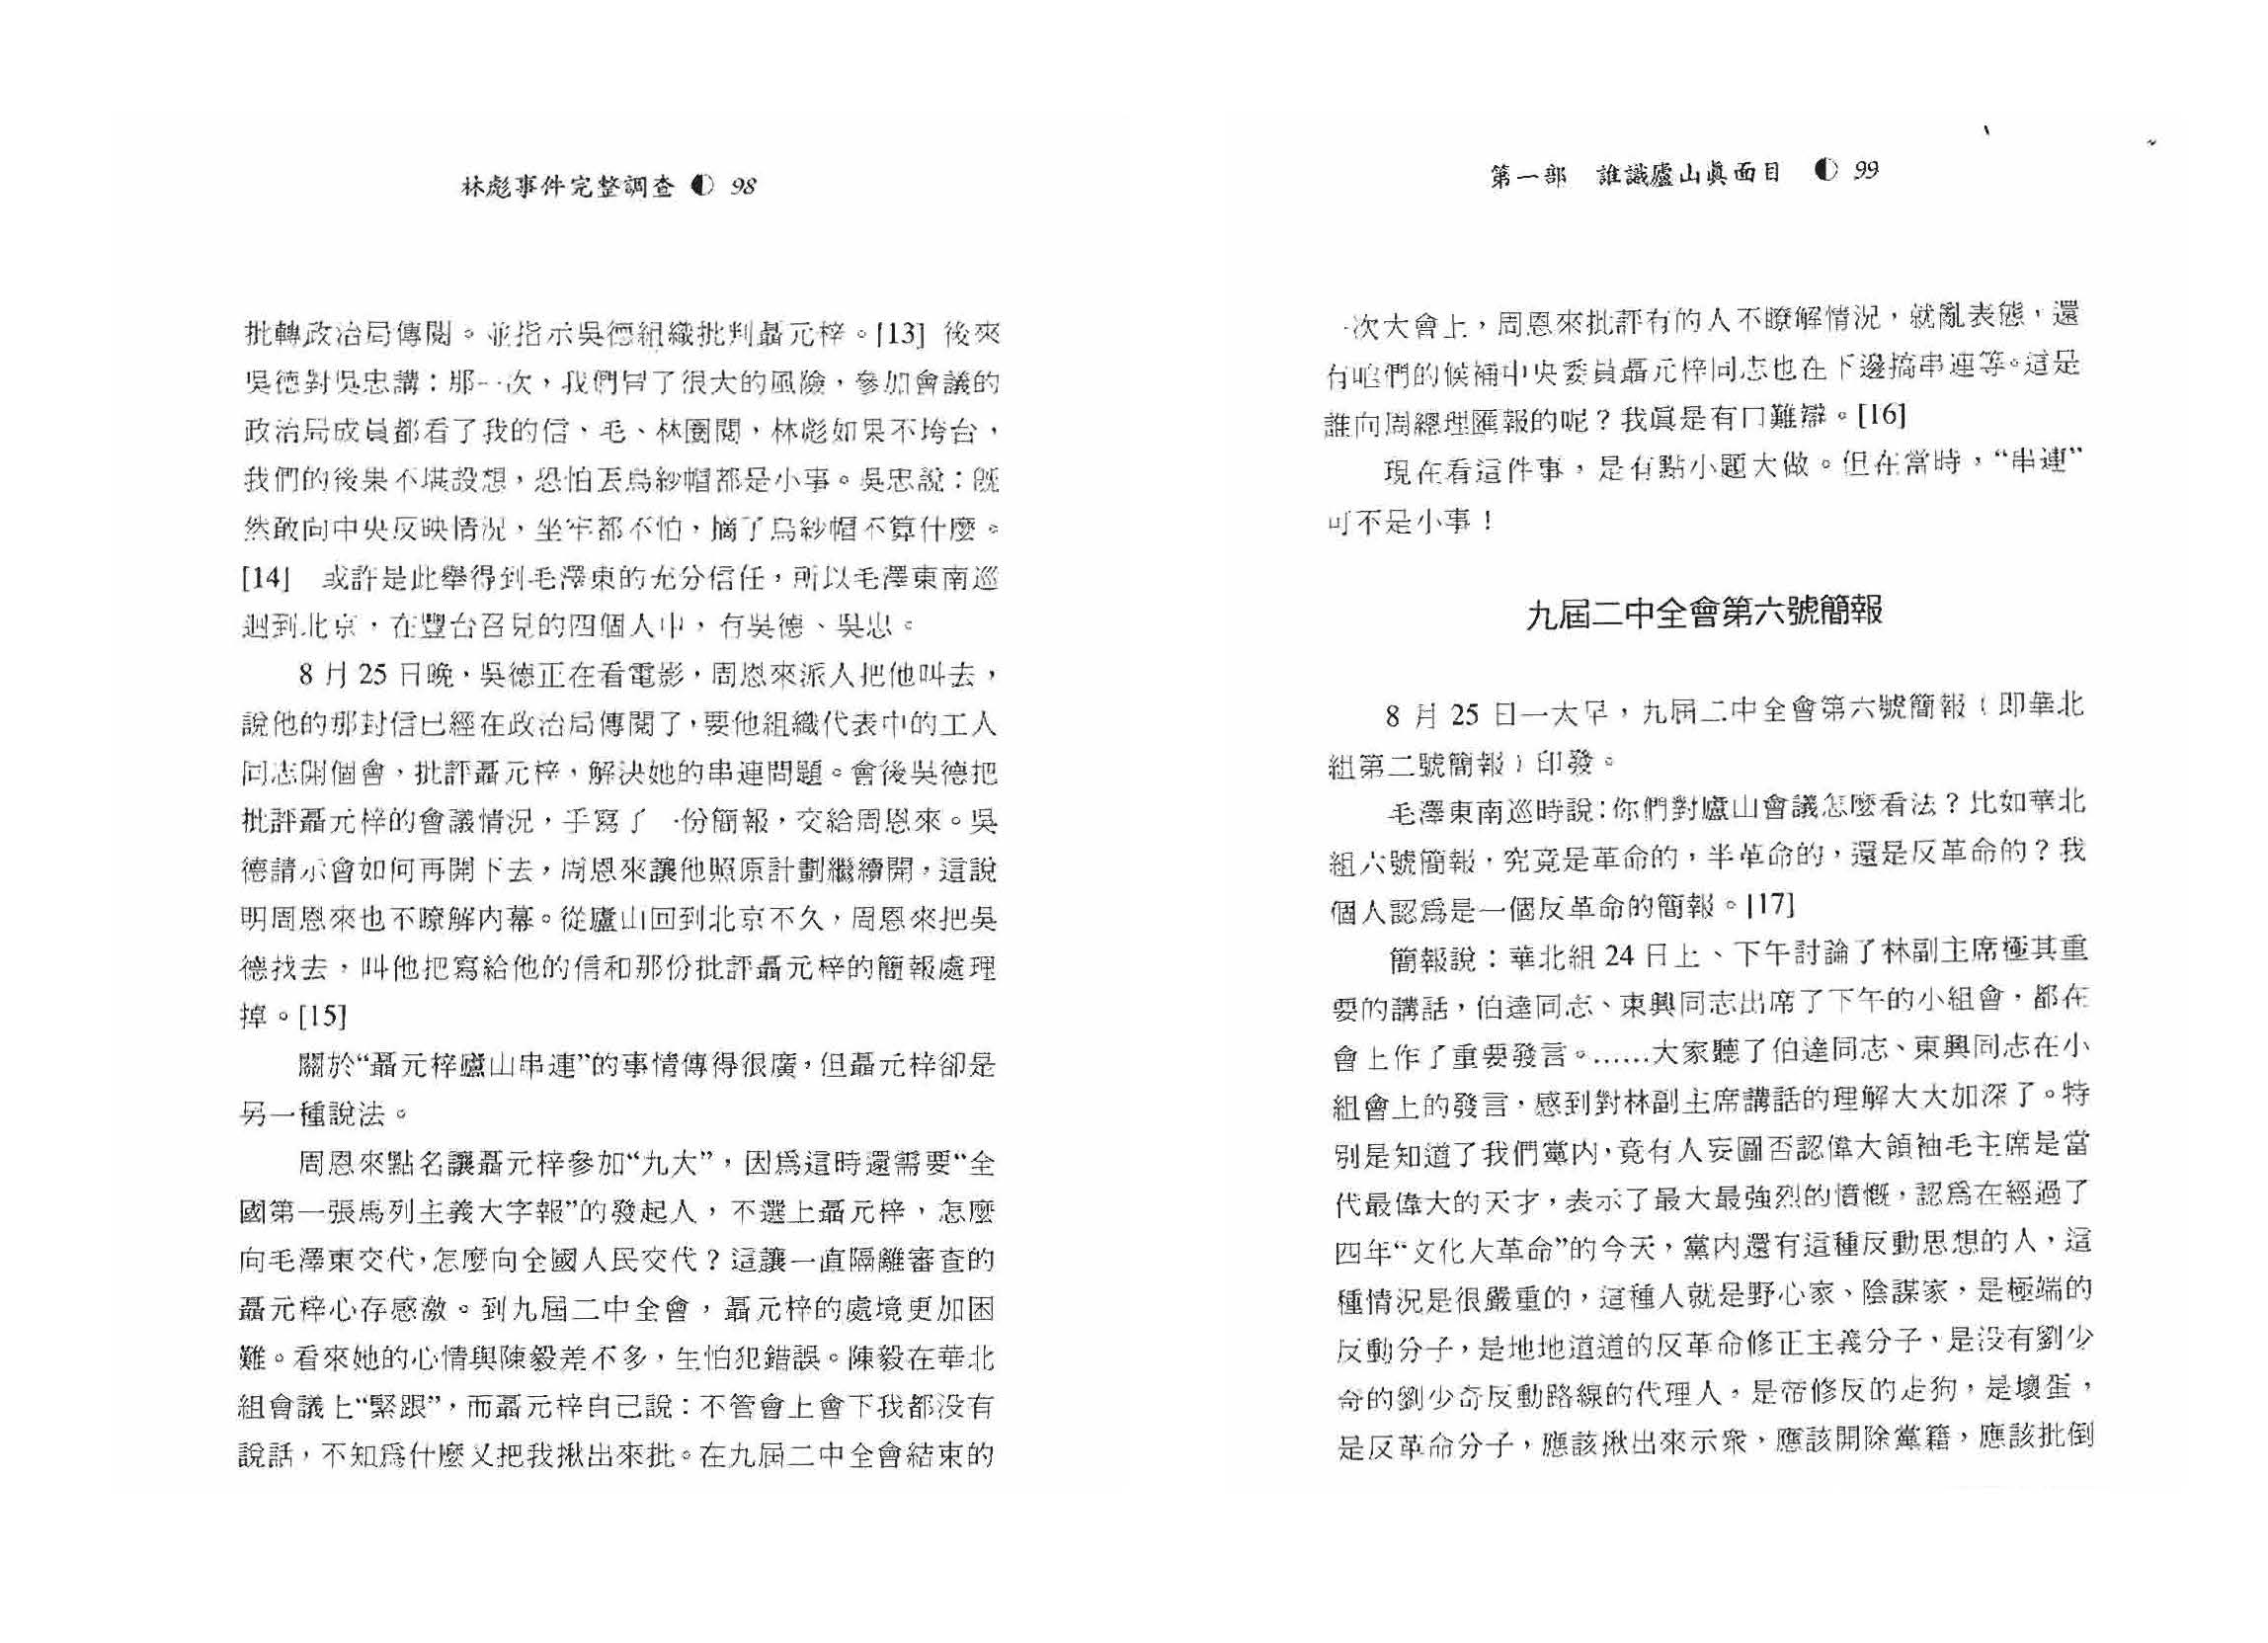 林彪事件完整調查 98
批轉政治局傳閱。並指示吳德組織批判聶元梓。[13] 後來
吳德對吳忠講：那一次，我們冒了很大的風險，參加會議的
政治局成員都看了我的信、毛、林圈閱，林彪如果不垮台，
我們的後果不堪設想，恐怕丟烏紗帽都是小事。吳忠說：既
然敢向中央反映情況，坐牢都不怕，摘了烏紗帽不算什麼。
[14] 或許是此舉得到毛澤東的充分信任，所以毛澤東南巡
迴到北京，在豐台召見的四個人中，有吳德、吳忠。
8 月 25 日晚，吳德正在看電影，周恩來派人把他叫去，
說他的那封信已經在政治局傳閱了，要他組織代表中的工人
同志開個會，批評聶元梓，解決她的串連問題。會後吳德把
批評聶元梓的會議情況，手寫了一份簡報，交給周恩來。吳
德請示會如何再開下去，周恩來讓他照原計劃繼續開，這說
明周恩來也不瞭解內幕。從廬山回到北京不久，周恩來把吳
德找去，叫他把寫給他的信和那份批評聶元梓的簡報處理
掉。[15]
關於“聶元梓廬山串連”的事情傳得很廣，但聶元梓卻是
另一種說法。
周恩來點名讓聶元梓參加“九大”，因爲這時還需要“全
國第一張馬列主義大字報”的發起人，不選上聶元梓，怎麼
向毛澤東交代，怎麼向全國人民交代？這讓一直隔離審查的
聶元梓心存感激。到九屆二中全會，聶元梓的處境更加困
難。看來她的心情與陳毅差不多，生怕犯錯誤。陳毅在華北
組會議上“緊跟”，而聶元梓自己說：不管會上會下我都没有
說話，不知爲什麼又把我揪出來批。在九屆二中全會結束的
第一部 誰識廬山眞面目 99
一次大會上，周恩來批評有的人不瞭解情況，就亂表態，還
有咱們的候補中央委員聶元梓同志也在下邊搞串連等。這是
誰向周總理匯報的呢？我眞是有口難辯。[16]
現在看這件事，是有點小題大做。但在當時，“串連”
可不是小事！
九屆二中全會第六號簡報
8 月 25 日一大早，九屆二中全會第六號簡報（即華北
組第二號簡報）印發。
毛澤東南巡時說：你們對廬山會議怎麼看法？比如華北
組六號簡報，究竟是革命的，半革命的，還是反革命的？我
個人認爲是一個反革命的簡報。[17]
簡報說：華北組 24 日上、下午討論了林副主席極其重
要的講話，伯達同志、東興同志出席了下午的小組會，都在
會上作了重要發言。……大家聽了伯達同志、東興同志在小
組會上的發言，感到對林副主席講話的理解大大加深了。特
別是知道了我們黨内，竟有人妄圖否認偉大領袖毛主席是當
代最偉大的天才，表示了最大最強烈的憤慨，認爲在經過了
四年“文化大革命”的今天，黨内還有這種反動思想的人，這
種情況是很嚴重的，這種人就是野心家、陰謀家，是極端的
反動分子，是地地道道的反革命修正主義分子，是没有劉少
奇的劉少奇反動路線的代理人，是帝修反的走狗，是壞蛋，
是反革命分子，應該揪出來示衆，應該開除黨籍，應該批倒